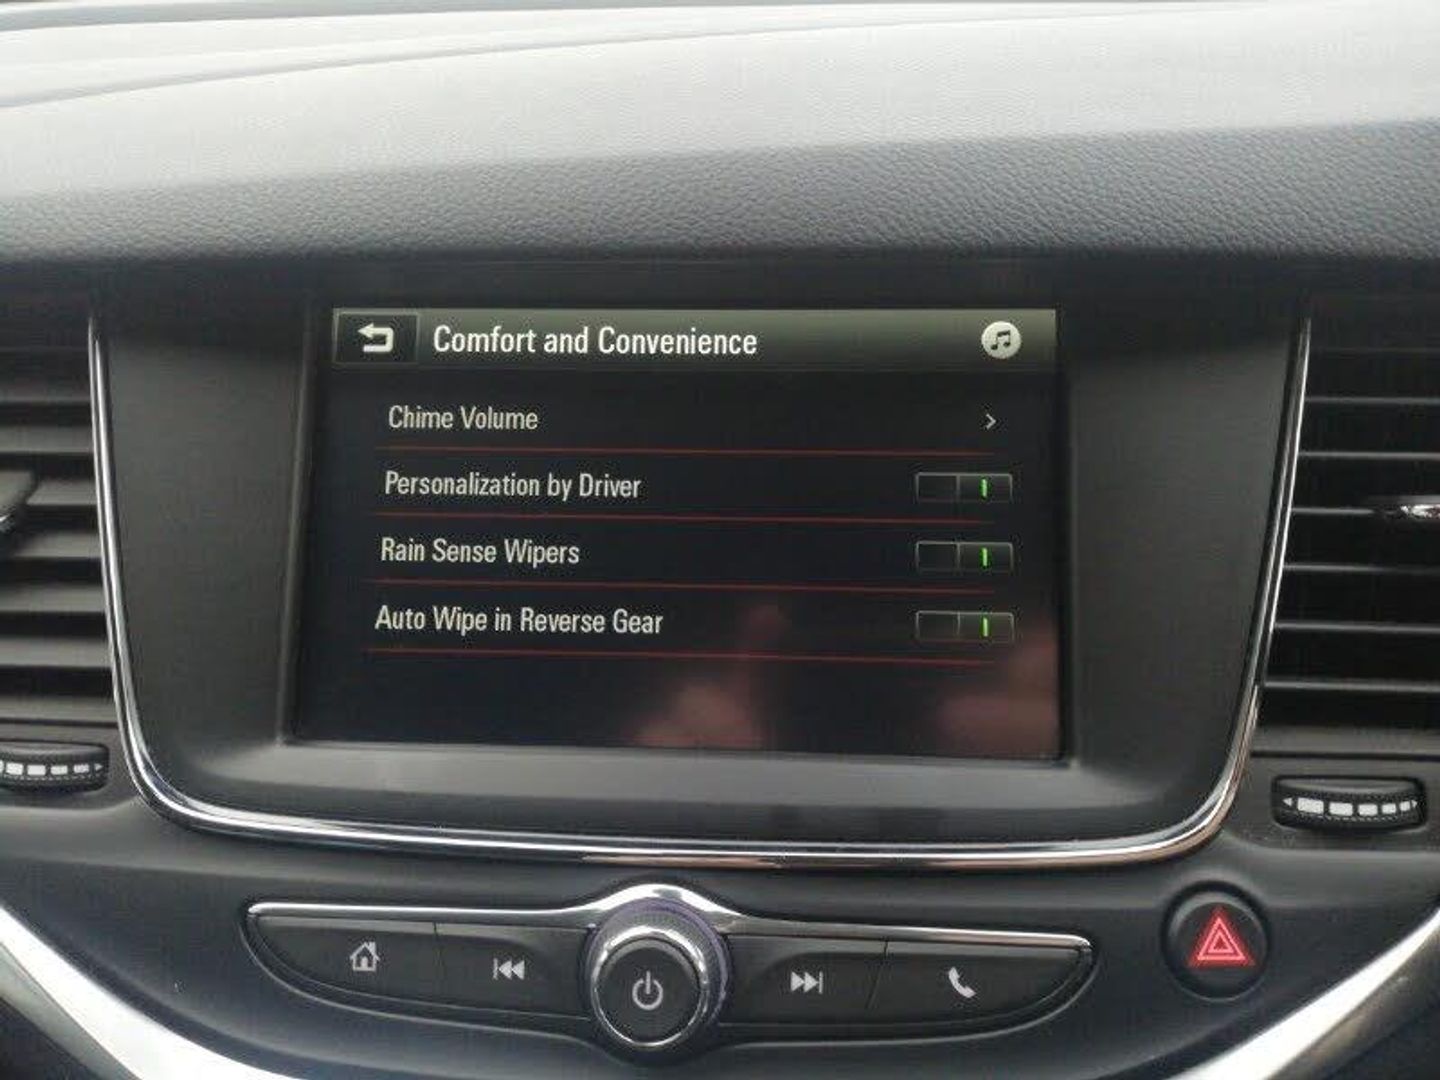 Comfort and Convenience
Chime Volume
Personalization by Driver
Rain Sense Wipers
Auto Wipe in Reverse Gear